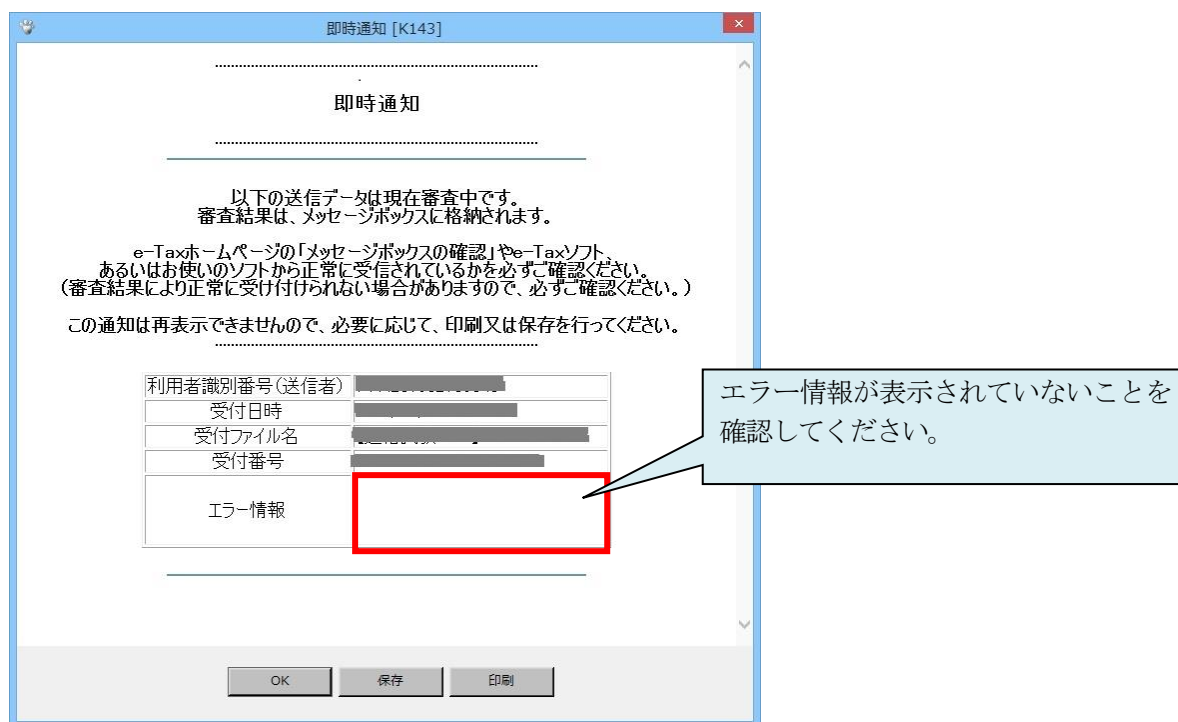 即時通知 [K143]
即時通知
以下の送信データは現在審査中です。
審査結果は、メッセージボックスに格納されます。
e-Taxホームページの「メッセージボックスの確認」やe-Taxソフト、
あるいはお使いのソフトから正常に受信されているかを必ずご確認ください。
（審査結果により正常に受け付けられない場合がありますので、必ずご確認ください。）
この通知は再表示できませんので、必要に応じて、印刷又は保存を行ってください。
利用者識別番号（送信者）
受付日時
受付ファイル名
受付番号
エラー情報
エラー情報が表示されていないことを
確認してください。
OK 保存 印刷